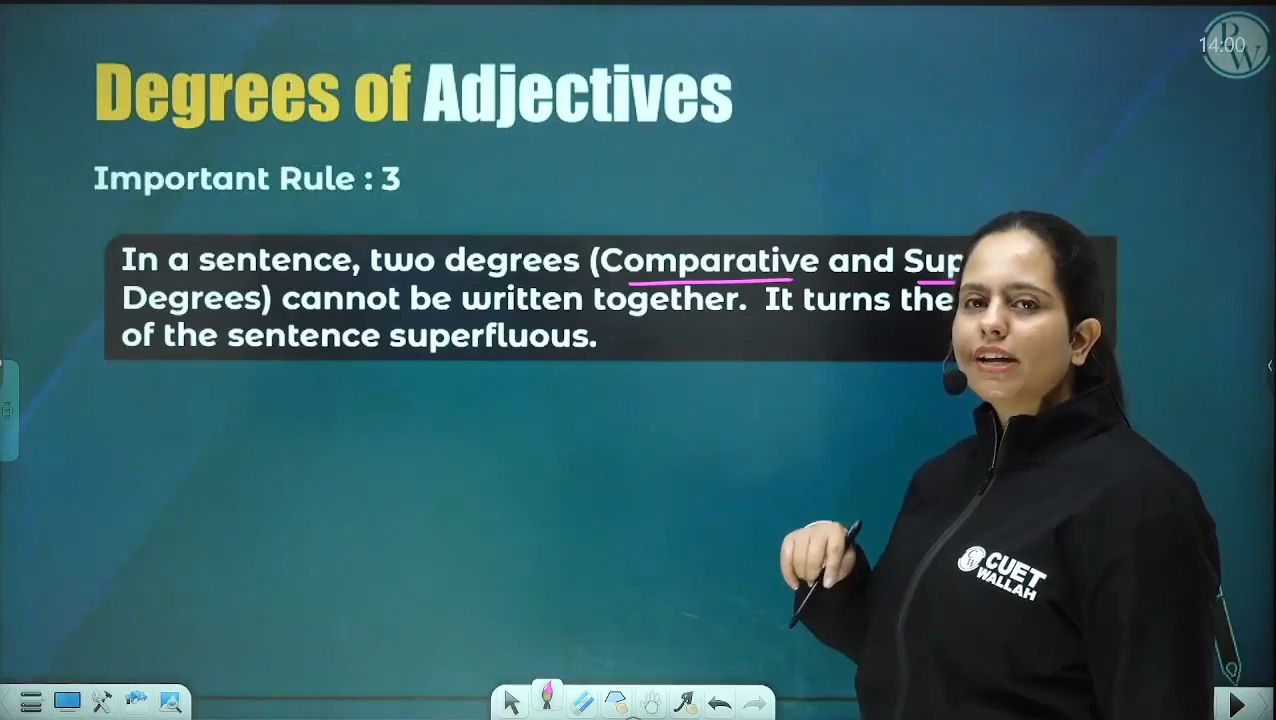 14:00
PW
Degrees of Adjectives
Important Rule : 3
In a sentence, two degrees (Comparative and Sup
Degrees) cannot be written together. It turns the
of the sentence superfluous.
CUET
WALLAH